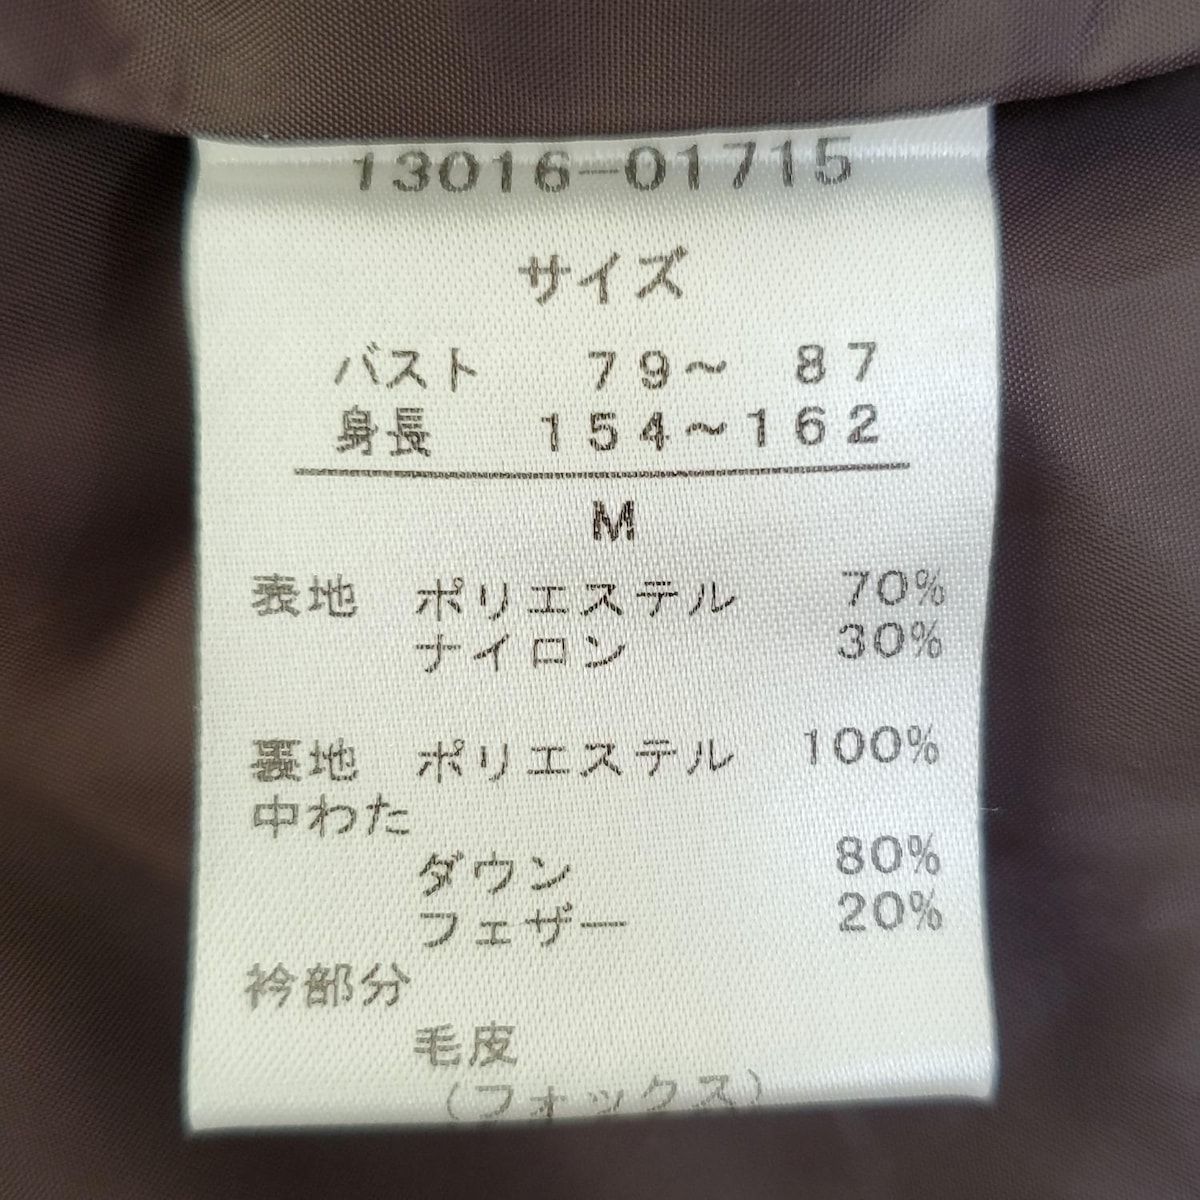 13016-01715
サイズ
バスト 79～ 87
身長 154～162
M
表地 ポリエステル 70%
ナイロン 30%
裏地 ポリエステル 100%
中わた
ダウン 80%
フェザー 20%
衿部分
毛皮
(フォックス)